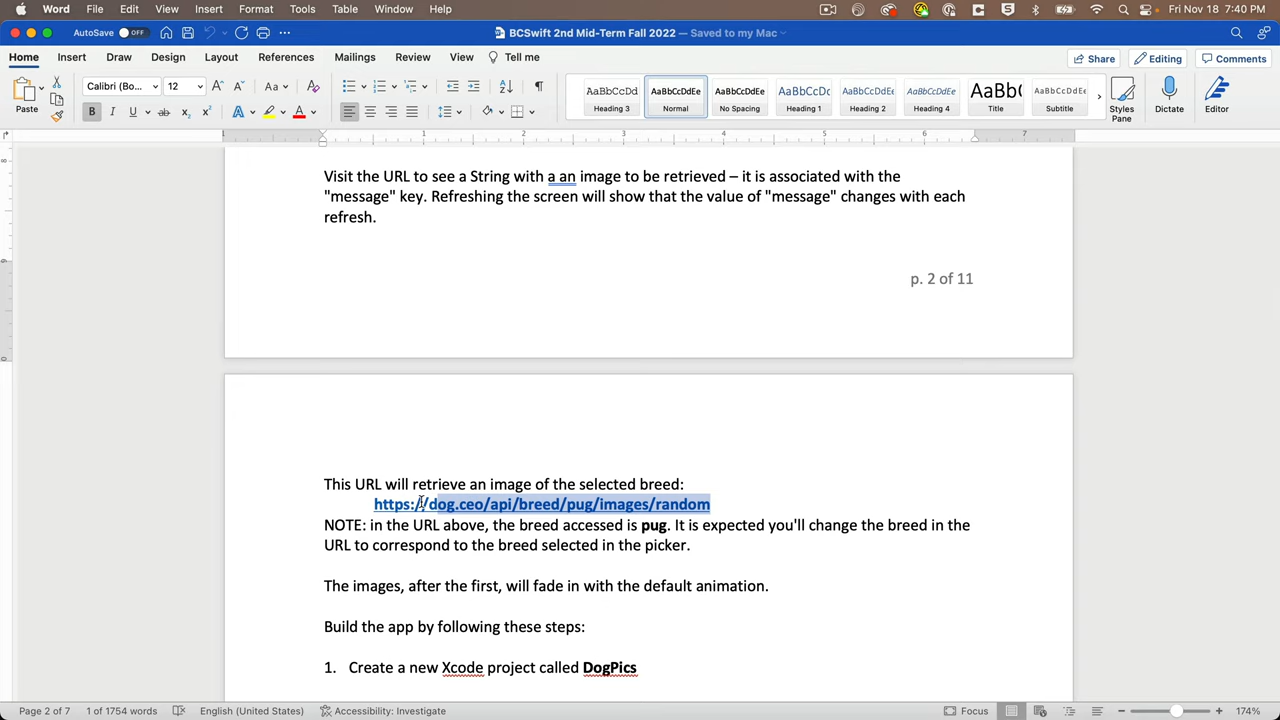 Word File Edit View Insert Format Tools Table Window Help Fri Nov 18 7:40 PM
AutoSave OFF BCSwift 2nd Mid-Term Fall 2022 — Saved to my Mac
Home Insert Draw Design Layout References Mailings Review View Tell me Share Editing Comments
Paste Calibri (Bo... 12 Aa AaBbCcDd Heading 3 AaBbCcDdEe Normal AaBbCcDdEe No Spacing AaBbCcDc Heading 1 AaBbCcDdEe Heading 2 AaBbCcDdEe Heading 4 AaBb( Title AaBbCcDdEe Subtitle Styles Pane Dictate Editor
1 1 2 3 4 5 6 7
Visit the URL to see a String with a an image to be retrieved – it is associated with the
"message" key. Refreshing the screen will show that the value of "message" changes with each
refresh.
p. 2 of 11
This URL will retrieve an image of the selected breed:
https://dog.ceo/api/breed/pug/images/random
NOTE: in the URL above, the breed accessed is pug. It is expected you'll change the breed in the
URL to correspond to the breed selected in the picker.
The images, after the first, will fade in with the default animation.
Build the app by following these steps:
1. Create a new Xcode project called DogPics
Page 2 of 7 1 of 1754 words English (United States) Accessibility: Investigate Focus 174%